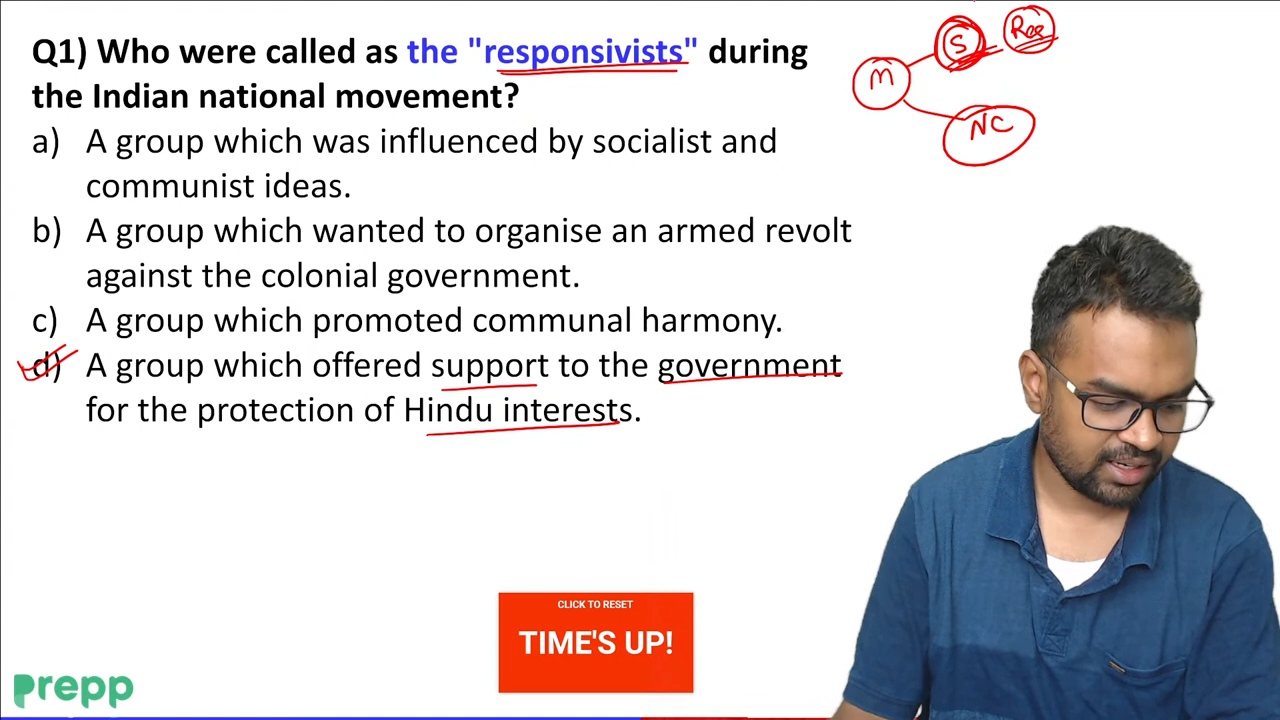 Q1) Who were called as the "responsivists" during
the Indian national movement?
a) A group which was influenced by socialist and
communist ideas.
b) A group which wanted to organise an armed revolt
against the colonial government.
c) A group which promoted communal harmony.
d) A group which offered support to the government
for the protection of Hindu interests.
S Res
M
NC
CLICK TO RESET
TIME'S UP!
prepp